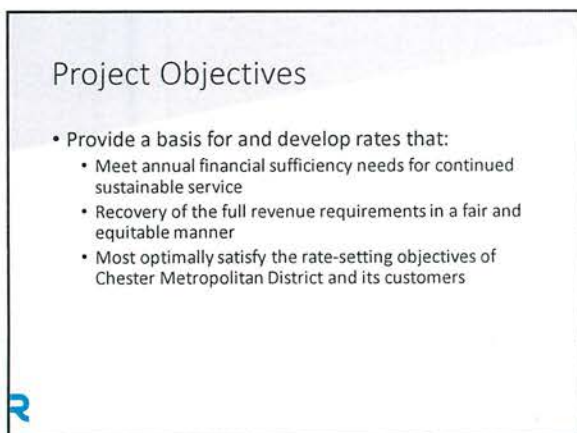 Project Objectives
• Provide a basis for and develop rates that:
• Meet annual financial sufficiency needs for continued
sustainable service
• Recovery of the full revenue requirements in a fair and
equitable manner
• Most optimally satisfy the rate-setting objectives of
Chester Metropolitan District and its customers
R